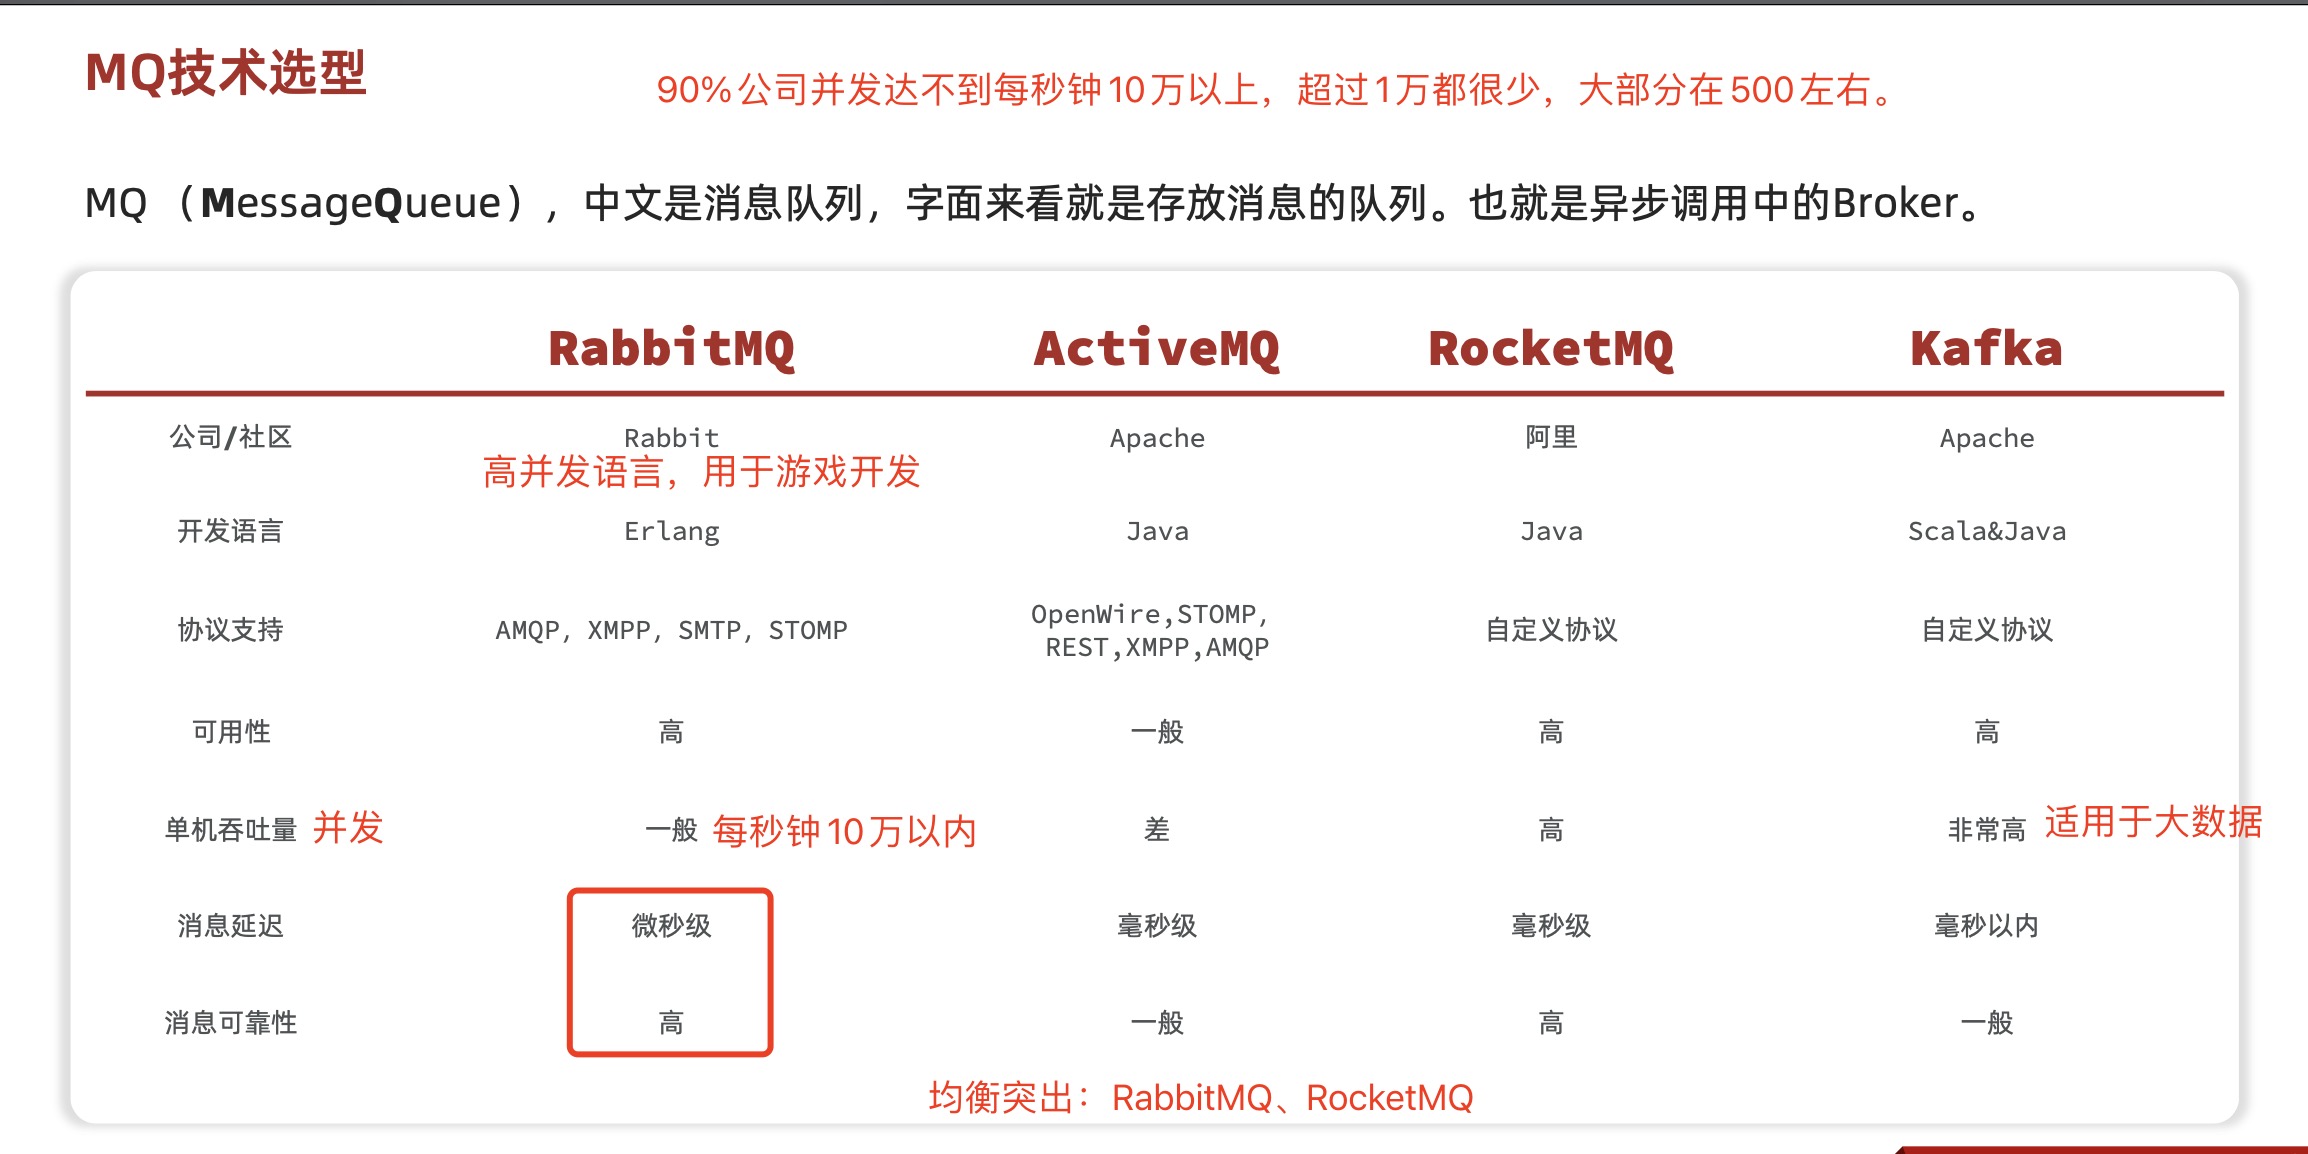 MQ技术选型
90%公司并发达不到每秒钟10万以上，超过1万都很少，大部分在500左右。
MQ（MessageQueue），中文是消息队列，字面来看就是存放消息的队列。也就是异步调用中的Broker。
RabbitMQ ActiveMQ RocketMQ Kafka
公司/社区 Rabbit Apache 阿里 Apache
高并发语言，用于游戏开发
开发语言 Erlang Java Java Scala&Java
协议支持 AMQP，XMPP，SMTP，STOMP OpenWire,STOMP, 自定义协议 自定义协议
REST,XMPP,AMQP
可用性 高 一般 高 高
单机吞吐量 并发 一般 每秒钟10万以内 差 高 非常高 适用于大数据
消息延迟 微秒级 毫秒级 毫秒级 毫秒以内
消息可靠性 高 一般 高 一般
均衡突出：RabbitMQ、RocketMQ